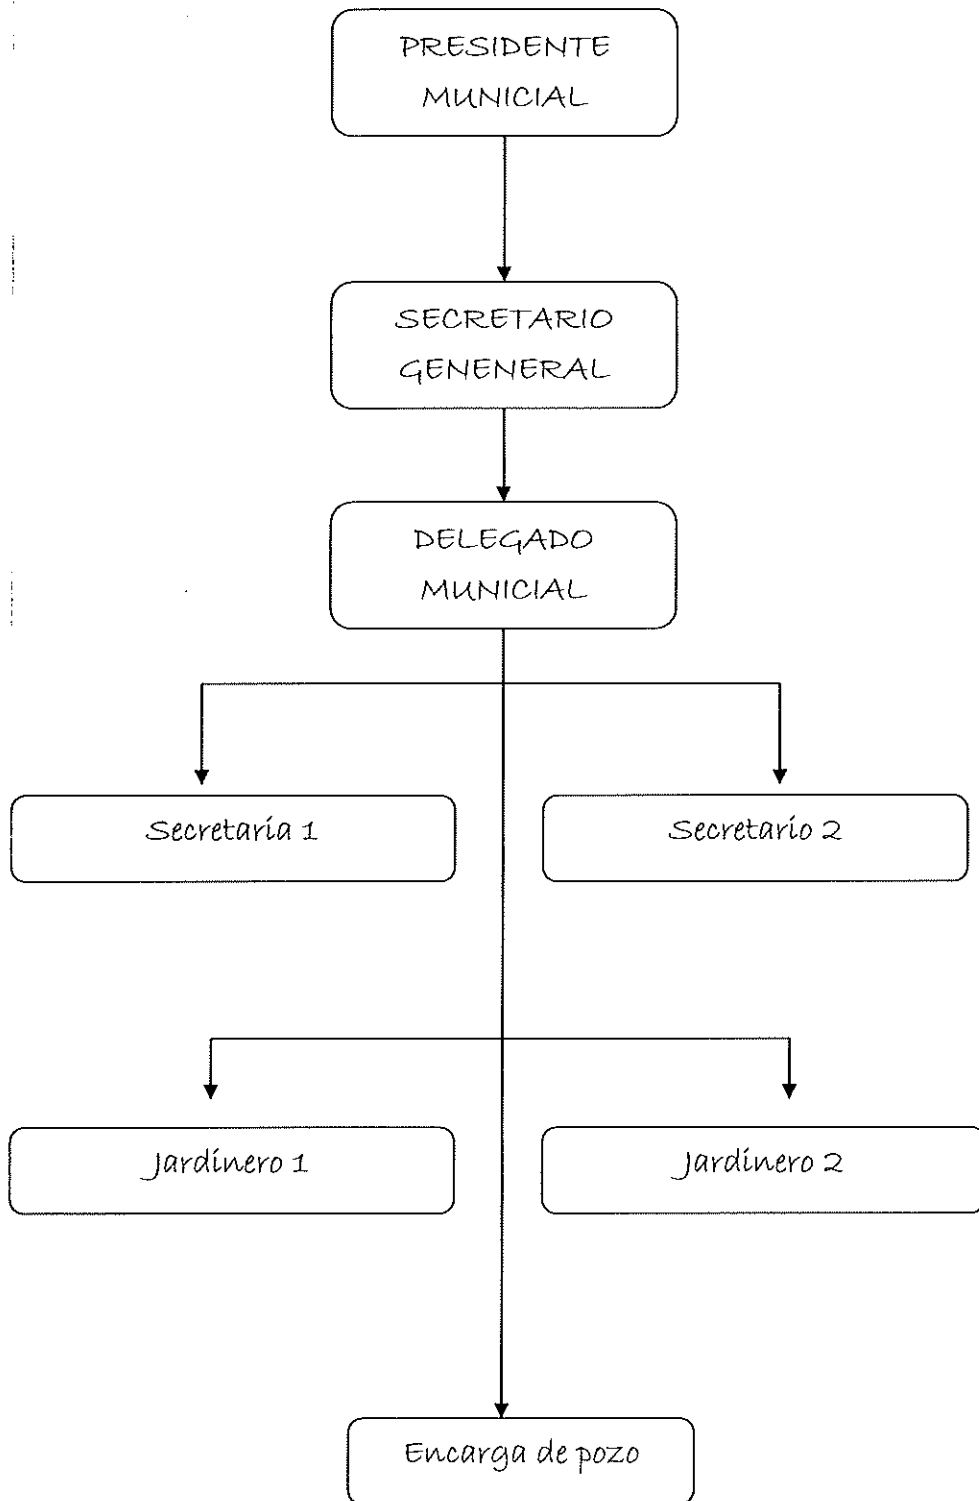 PRESIDENTE
MUNICIAL
SECRETARIO
GENENERAL
DELEGADO
MUNICIAL
Secretaria 1
Secretario 2
Jardinero 1
Jardinero 2
Encarga de pozo